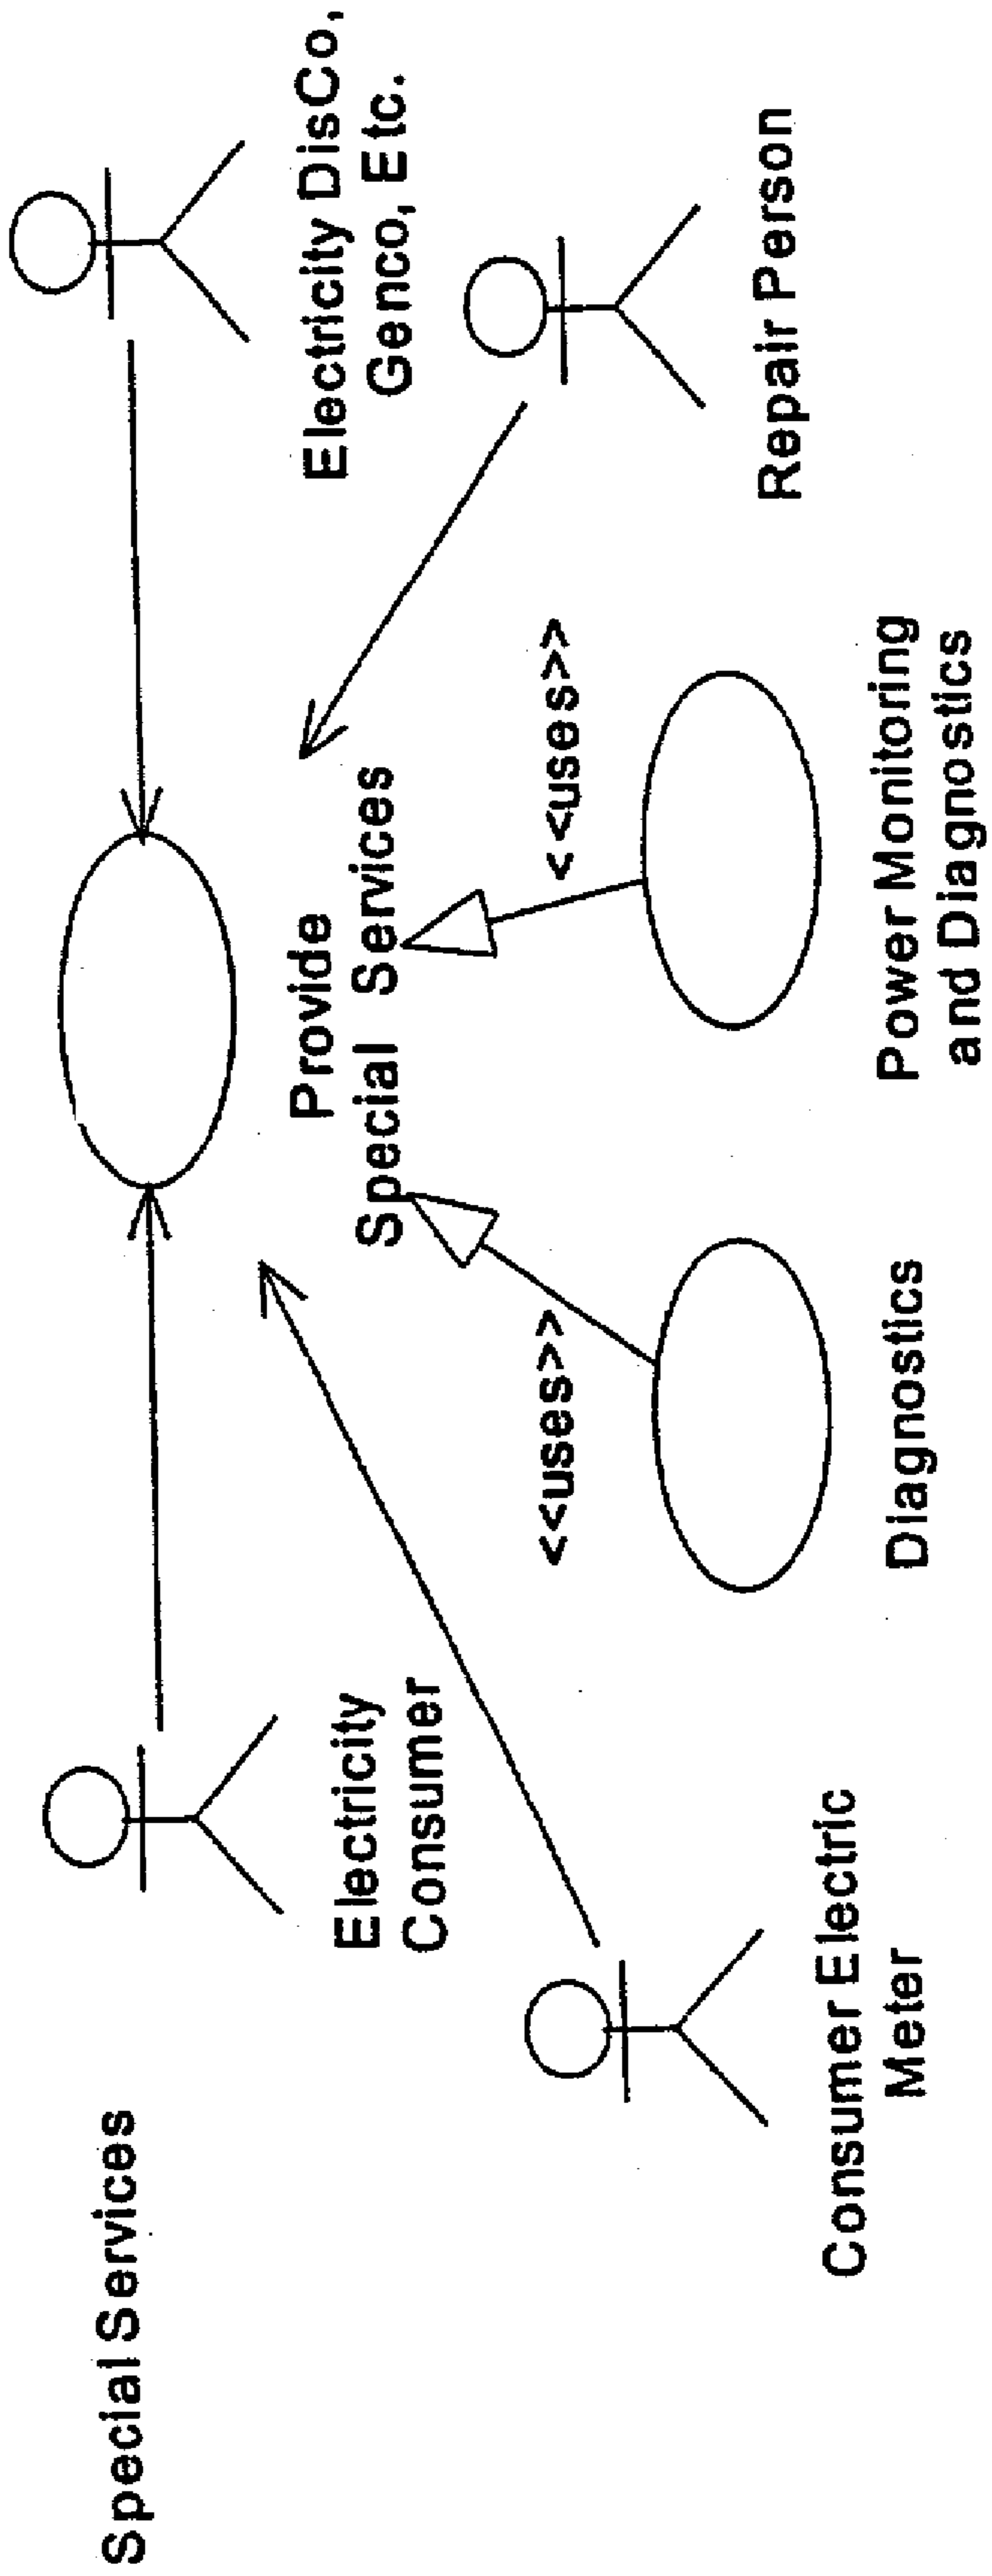 Special Services
Electricity
Consumer
Provide
Special Services
Electricity DisCo,
Genco, Etc.
Consumer Electric
Meter
<<uses>>
<<uses>>
Diagnostics
Power Monitoring
and Diagnostics
Repair Person